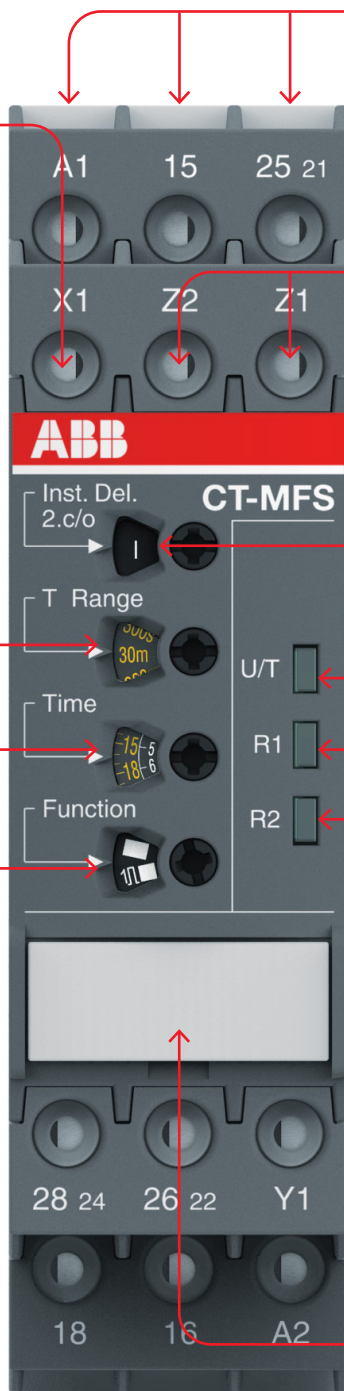 A1 15 25 21
X1 Z2 Z1
ABB
Inst. Del.
2.c/o
CT-MFS
I
T Range
300s
30m
U/T
Time
15 5
18 6
R1
Function
R2
28 24 26 22 Y1
18 16 A2